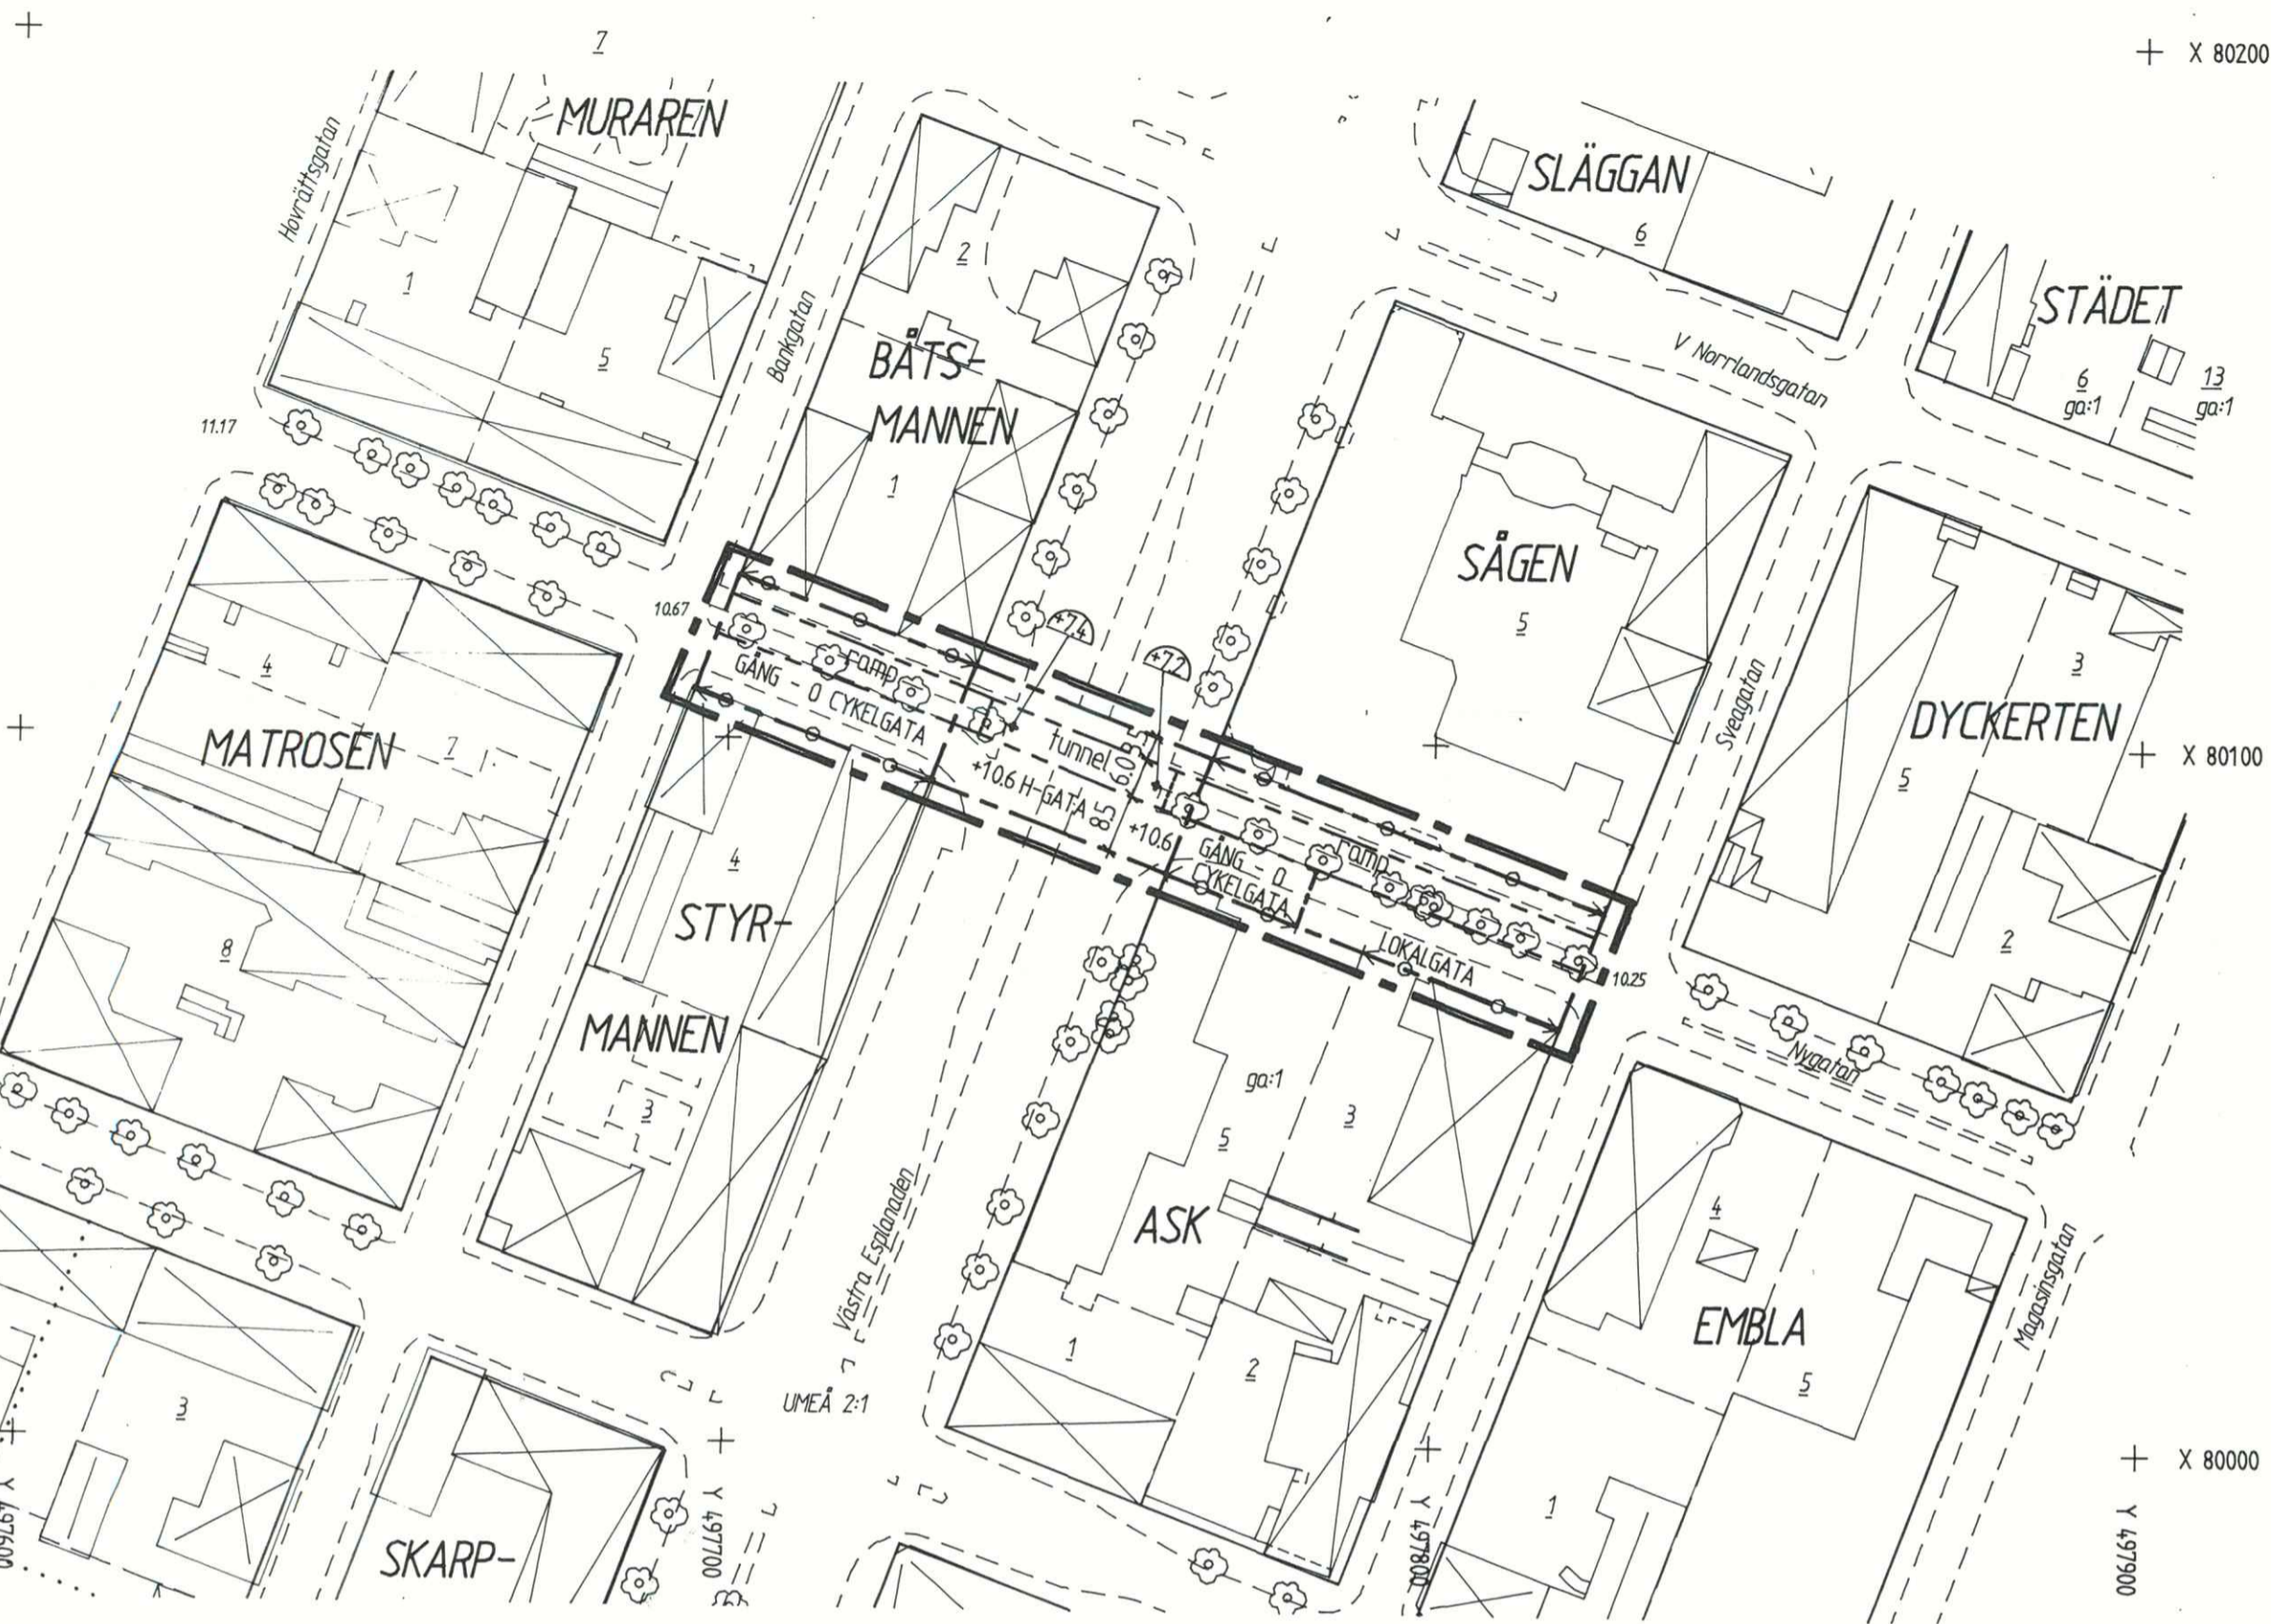 7
X 80200
MURAREN
SLÄGGAN
Hovrättsgatan
6
2
1
STÄDET
Bankgatan
5
BÅTS-
MANNEN
V Norrlandsgatan
6
ga:1
13
ga:1
11.17
1
SÅGEN
5
10.67
+7.4
+7.2
ramp
GÅNG - O CYKELGATA
4
MATROSEN
7
Sveagatan
3
DYCKERTEN
5
X 80100
tunnel
+10.6 H-GATA
8.5
+10.6
GÅNG - O
CYKELGATA
ramp
4
STYR-
MANNEN
8
LOKALGATA
10.25
2
Nygatan
3
ga:1
5
3
Västra Esplanaden
ASK
4
EMBLA
5
Magasinsgatan
1
2
UMEÅ 2:1
3
X 80000
1
SKARP-
Y 497600
Y 497700
Y 497800
Y 497900